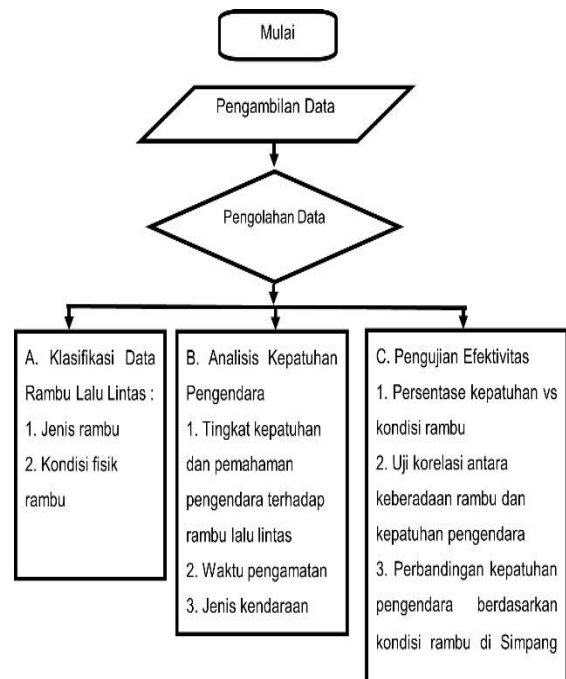 Mulai
Pengambilan Data
Pengolahan Data
A. Klasifikasi Data
Rambu Lalu Lintas :
1. Jenis rambu
2. Kondisi fisik
rambu
B. Analisis Kepatuhan
Pengendara
1. Tingkat kepatuhan
dan pemahaman
pengendara terhadap
rambu lalu lintas
2. Waktu pengamatan
3. Jenis kendaraan
C. Pengujian Efektivitas
1. Persentase kepatuhan vs
kondisi rambu
2. Uji korelasi antara
keberadaan rambu dan
kepatuhan pengendara
3. Perbandingan kepatuhan
pengendara berdasarkan
kondisi rambu di Simpang